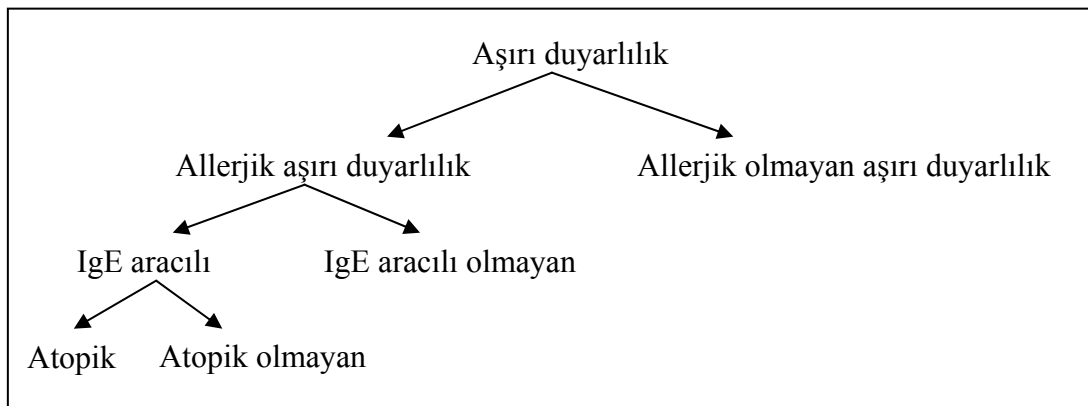 Aşırı duyarlılık
Allerjik aşırı duyarlılık Allerjik olmayan aşırı duyarlılık
IgE aracılı IgE aracılı olmayan
Atopik Atopik olmayan